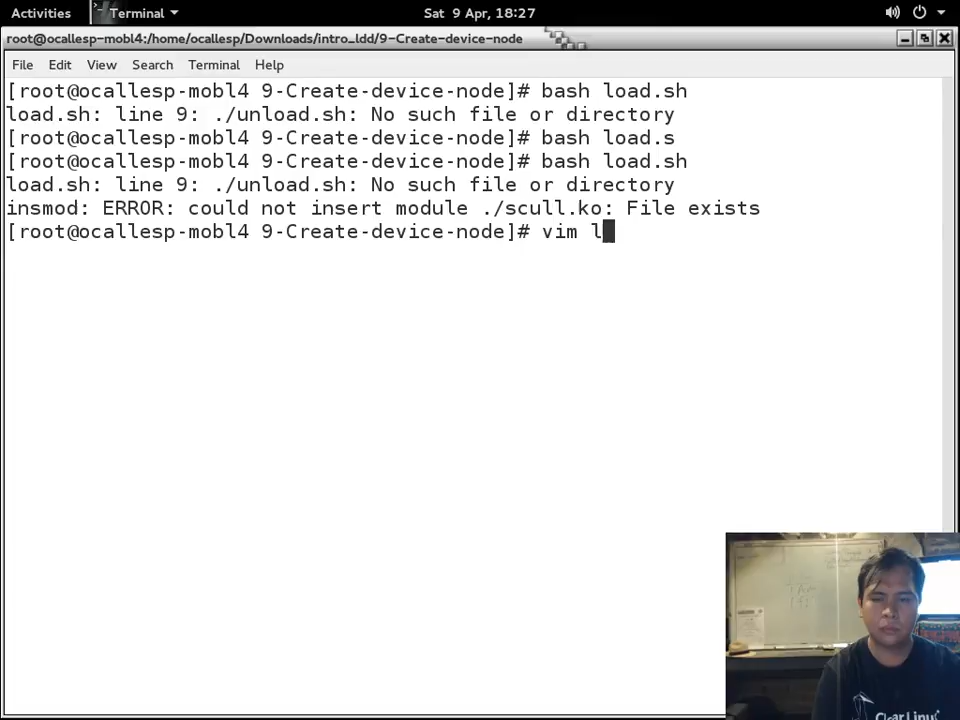 Activities
Terminal
Sat 9 Apr, 18:27
root@ocallesp-mobl4:/home/ocallesp/Downloads/intro_ldd/9-Create-device-node
File Edit View Search Terminal Help
[root@ocallesp-mobl4 9-Create-device-node]# bash load.sh
load.sh: line 9: ./unload.sh: No such file or directory
[root@ocallesp-mobl4 9-Create-device-node]# bash load.s
[root@ocallesp-mobl4 9-Create-device-node]# bash load.sh
load.sh: line 9: ./unload.sh: No such file or directory
insmod: ERROR: could not insert module ./scull.ko: File exists
[root@ocallesp-mobl4 9-Create-device-node]# vim l